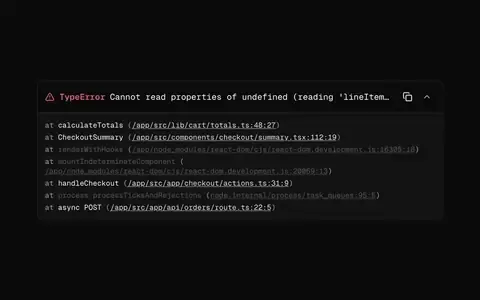 TypeError Cannot read properties of undefined (reading 'lineItem…
at calculateTotals (/app/src/lib/cart/totals.ts:48:27)
at CheckoutSummary (/app/src/components/checkout/summary.tsx:112:19)
at renderWithHooks (/app/node_modules/react-dom/cjs/react-dom.development.js:16305:18)
at mountIndeterminateComponent (
/app/node_modules/react-dom/cjs/react-dom.development.js:20069:13)
at handleCheckout (/app/src/app/checkout/actions.ts:31:9)
at process processTicksAndRejections (node:internal/process/task_queues:95:5)
at async POST (/app/src/app/api/orders/route.ts:22:5)